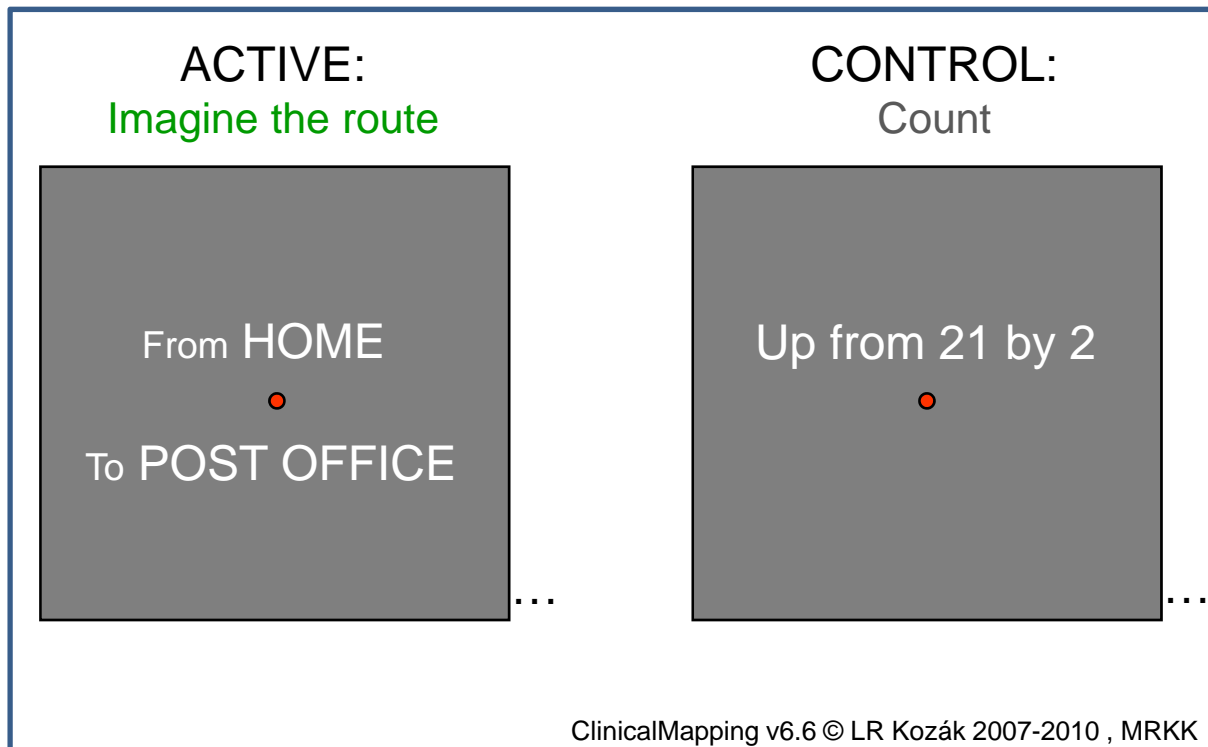 ACTIVE:
Imagine the route
From HOME
To POST OFFICE
...
CONTROL:
Count
Up from 21 by 2
...
ClinicalMapping v6.6 © LR Kozák 2007-2010 , MRKK